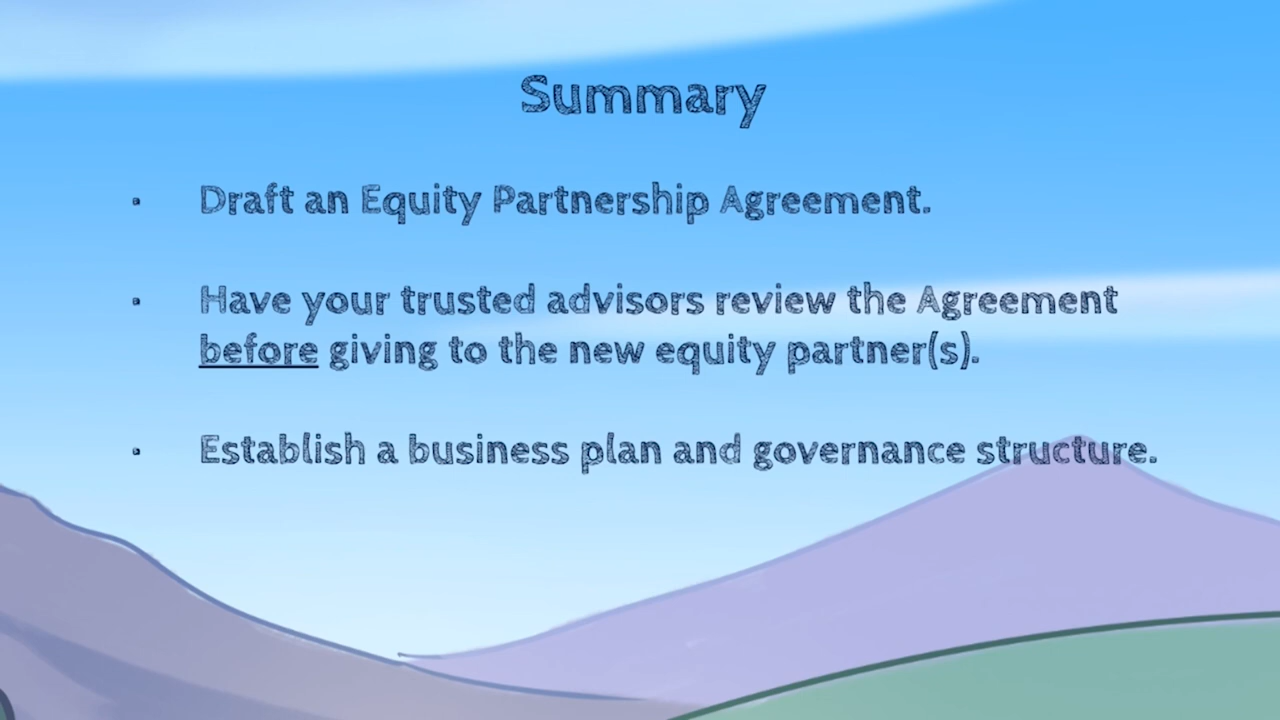 Summary
· Draft an Equity Partnership Agreement.
· Have your trusted advisors review the Agreement
before giving to the new equity partner(s).
· Establish a business plan and governance structure.